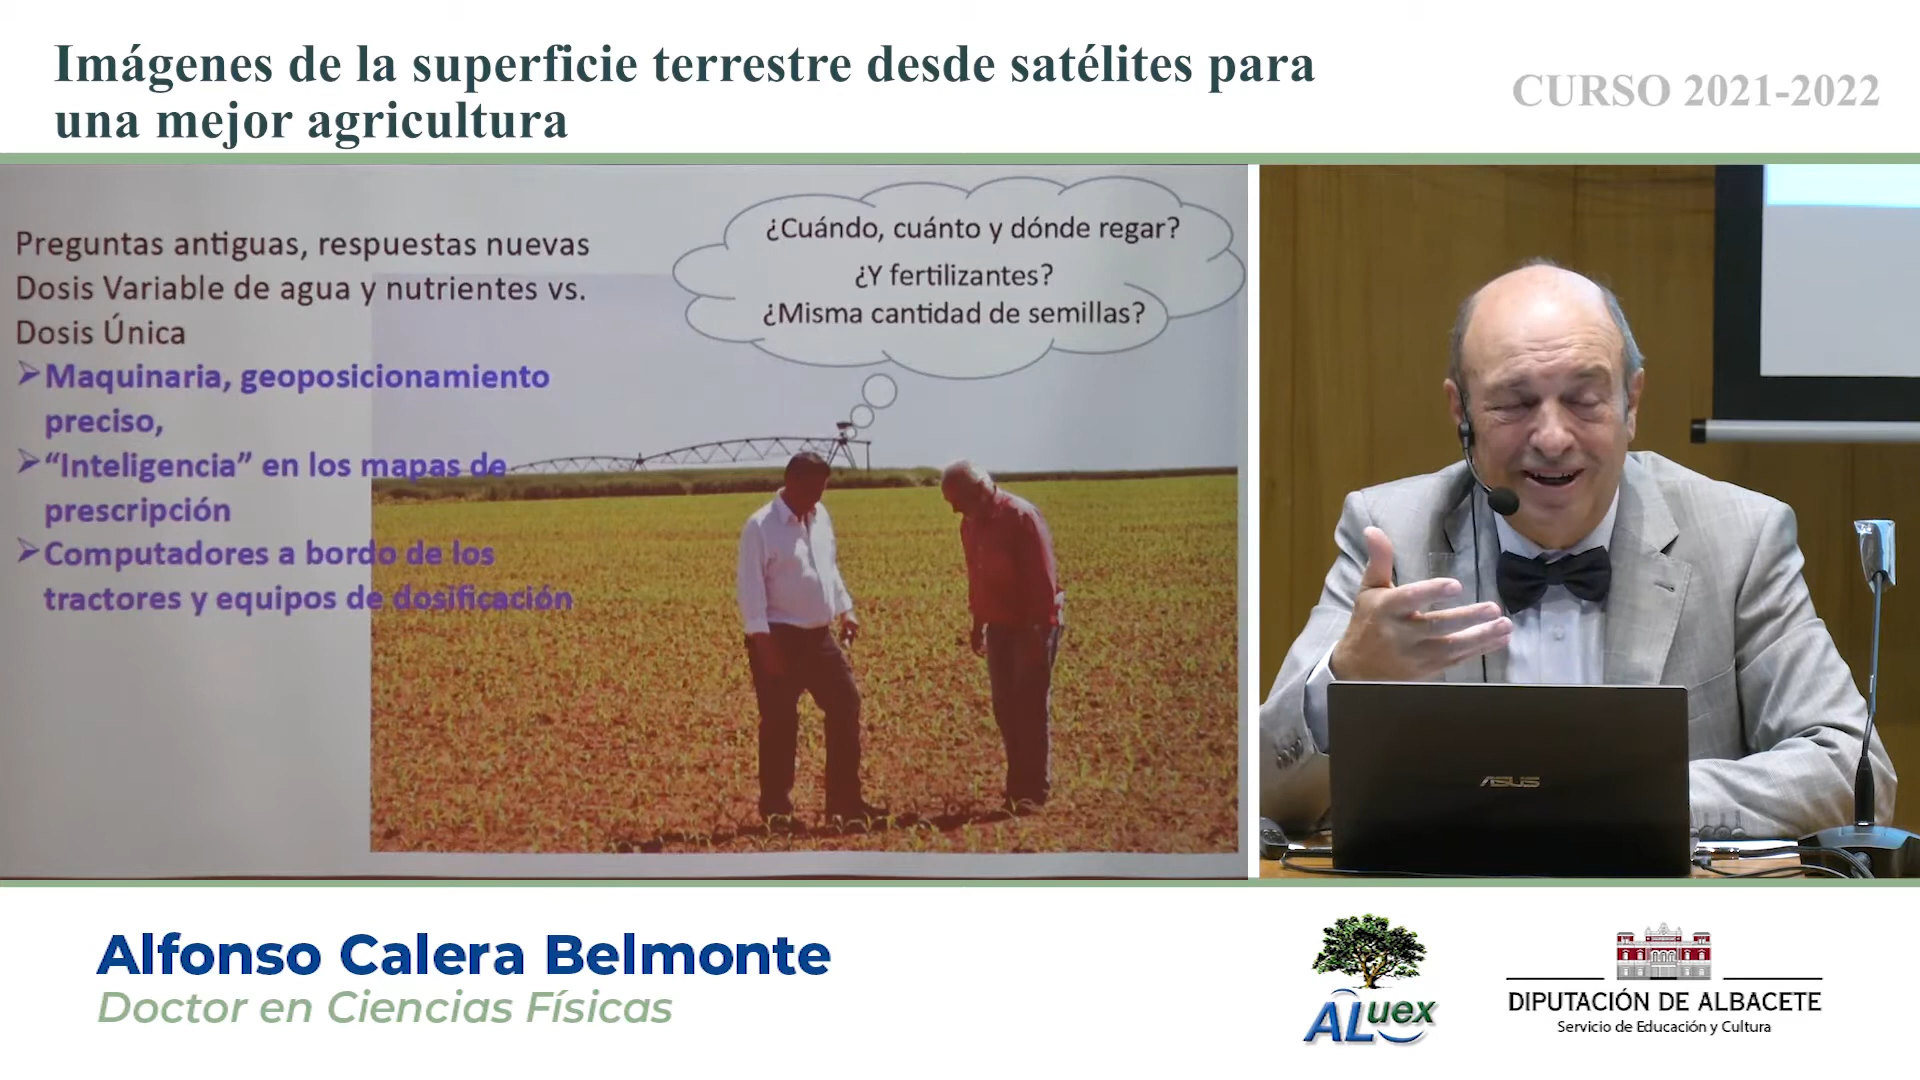 Imágenes de la superficie terrestre desde satélites para
una mejor agricultura
CURSO 2021-2022
Preguntas antiguas, respuestas nuevas
Dosis Variable de agua y nutrientes vs.
Dosis Única
➢Maquinaria, geoposicionamiento
preciso,
➢“Inteligencia” en los mapas de
prescripción
➢Computadores a bordo de los
tractores y equipos de dosificación
¿Cuándo, cuánto y dónde regar?
¿Y fertilizantes?
¿Misma cantidad de semillas?
ASUS
Alfonso Calera Belmonte
Doctor en Ciencias Físicas
ALuex
DIPUTACIÓN DE ALBACETE
Servicio de Educación y Cultura